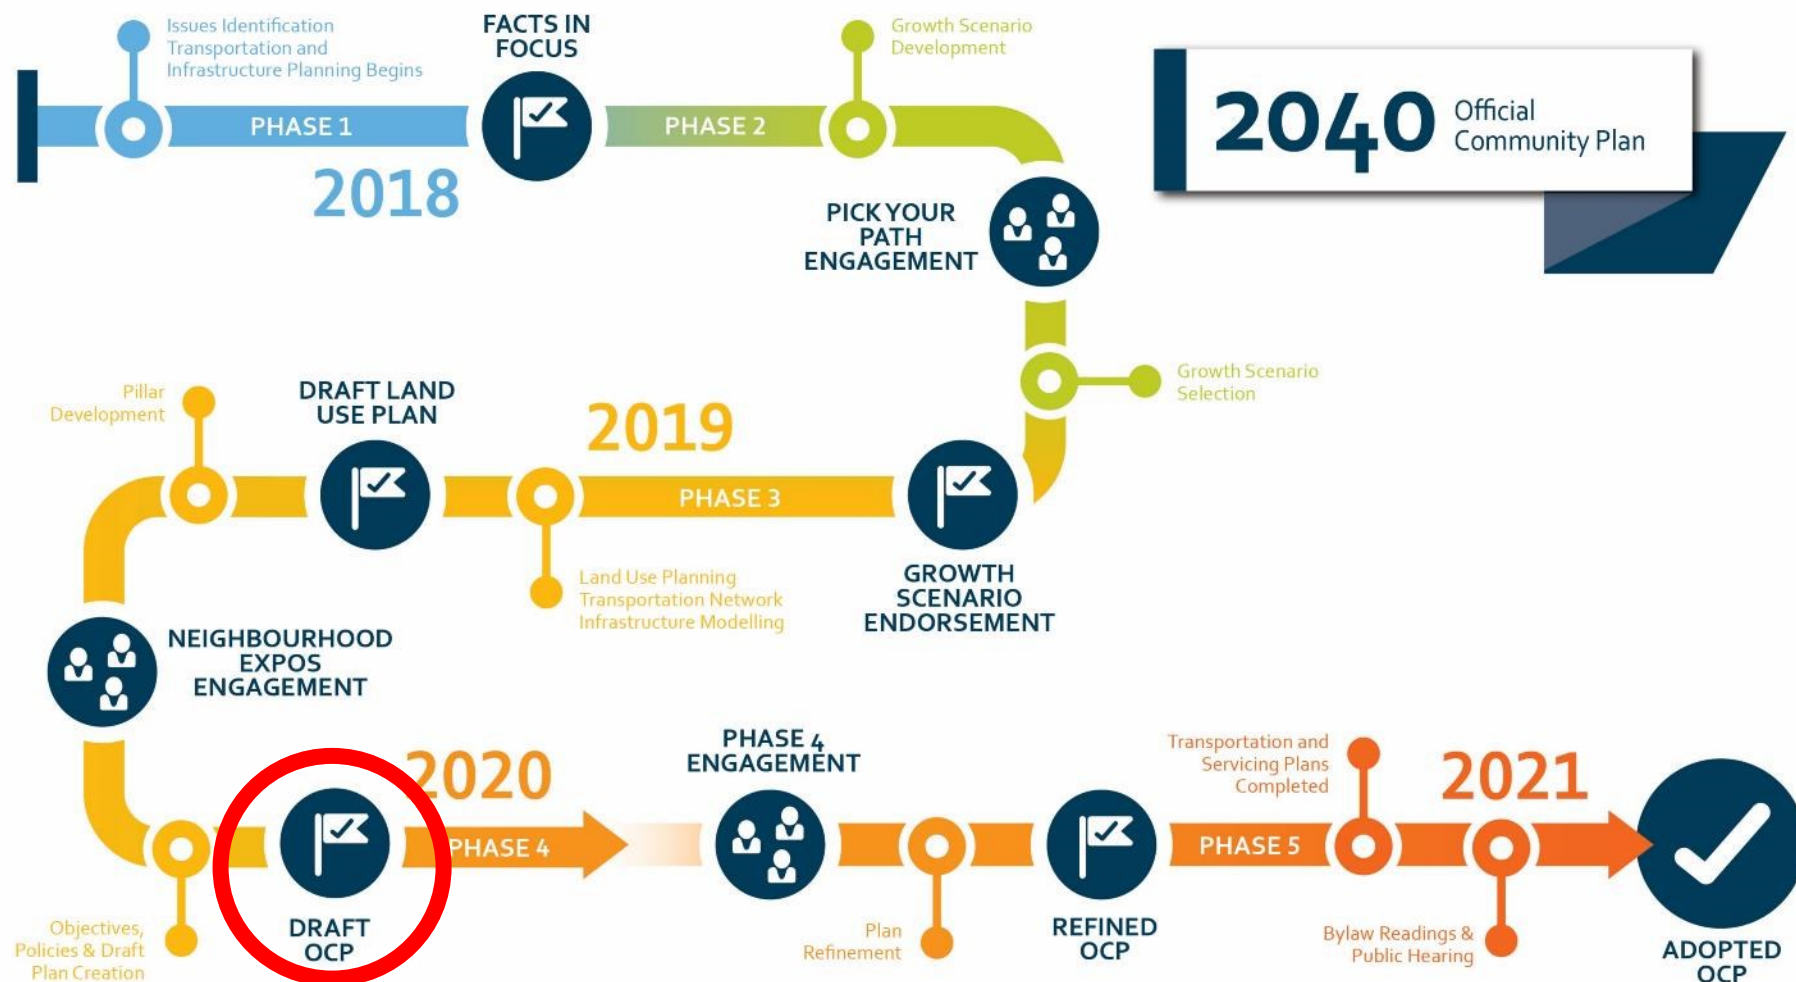 Issues Identification
Transportation and
Infrastructure Planning Begins
FACTS IN
FOCUS
Growth Scenario
Development
PHASE 1
PHASE 2
2018
2040 Official
Community Plan
PICK YOUR
PATH
ENGAGEMENT
Growth Scenario
Selection
Pillar
Development
DRAFT LAND
USE PLAN
2019
PHASE 3
Land Use Planning
Transportation Network
Infrastructure Modelling
GROWTH
SCENARIO
ENDORSEMENT
NEIGHBOURHOOD
EXPOS
ENGAGEMENT
2020
PHASE 4
PHASE 4
ENGAGEMENT
Transportation and
Servicing Plans
Completed
2021
PHASE 5
Objectives,
Policies & Draft
Plan Creation
DRAFT
OCP
Plan
Refinement
REFINED
OCP
Bylaw Readings &
Public Hearing
ADOPTED
OCP